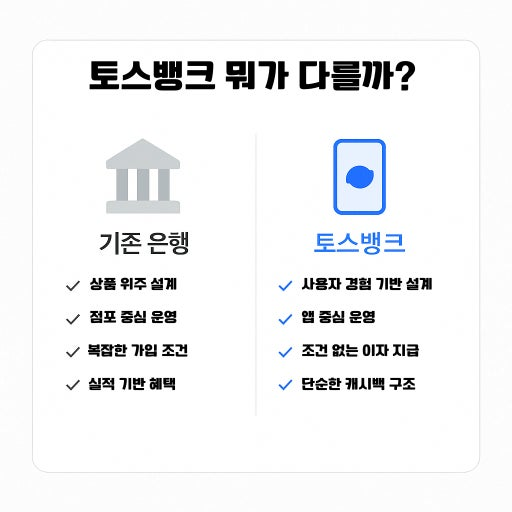 토스뱅크 뭐가 다를까?
기존 은행
상품 위주 설계
점포 중심 운영
복잡한 가입 조건
실적 기반 혜택
토스뱅크
사용자 경험 기반 설계
앱 중심 운영
조건 없는 이자 지급
단순한 캐시백 구조